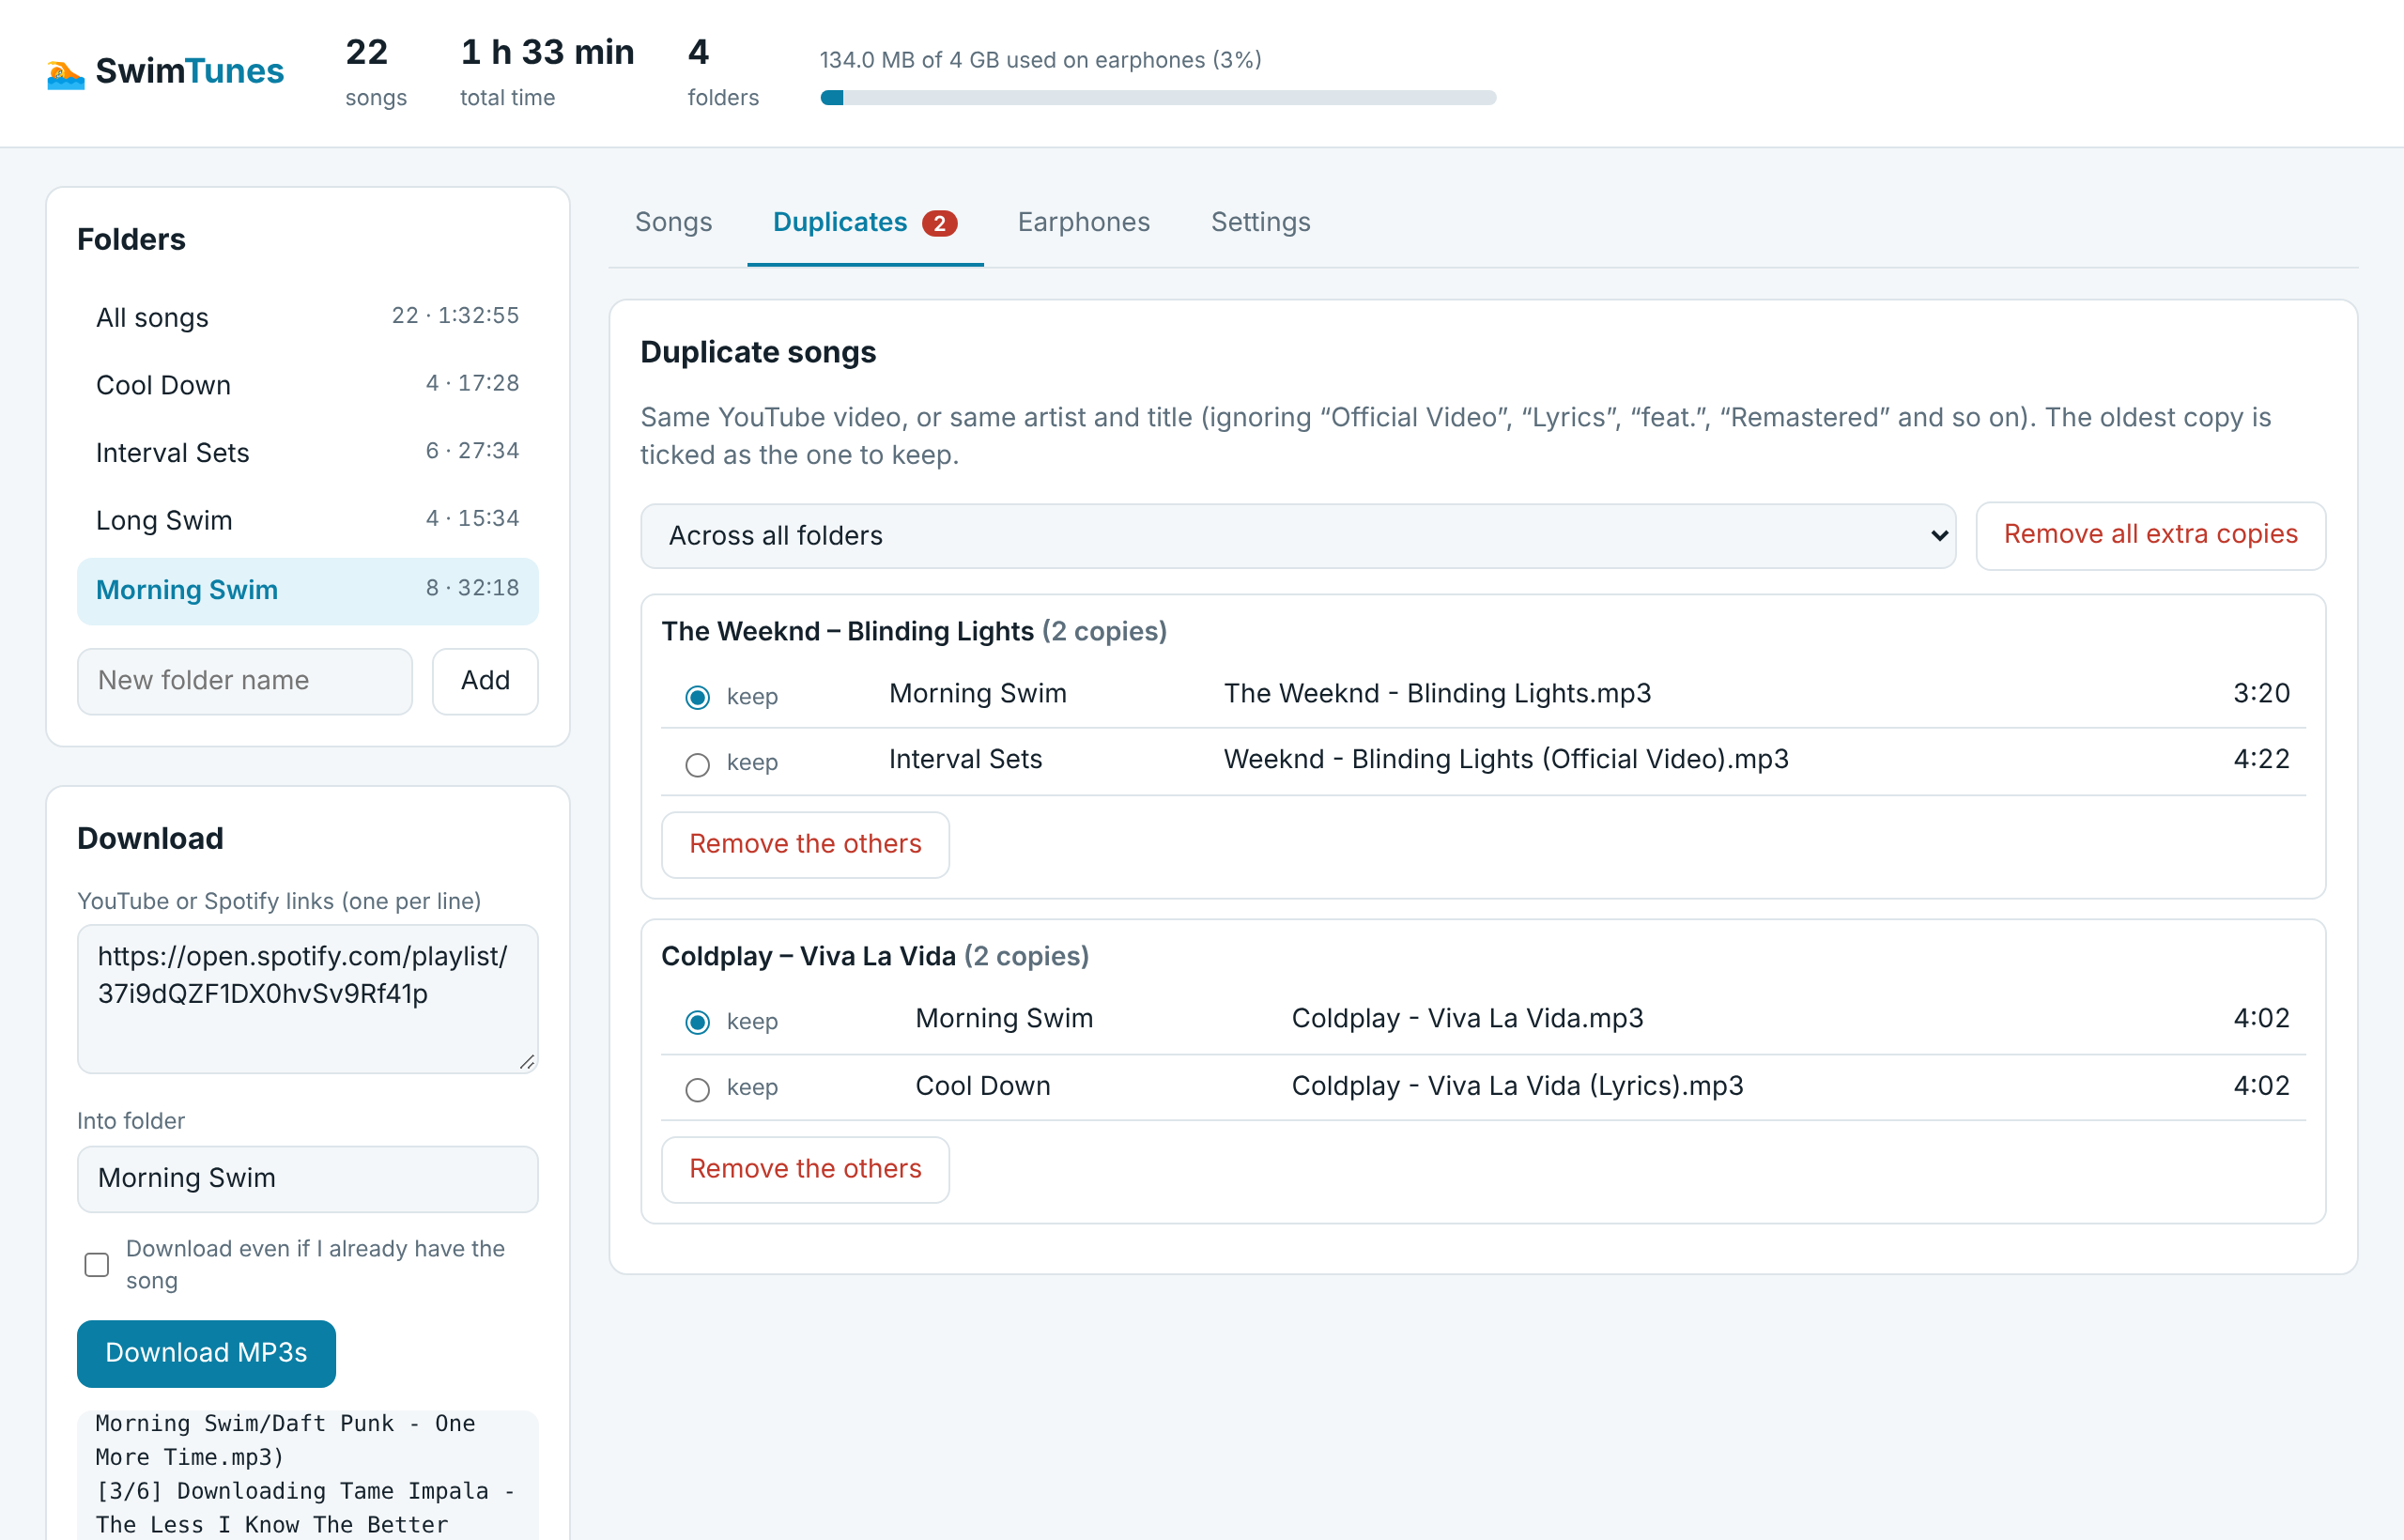 SwimTunes
22
songs
1 h 33 min
total time
4
folders
134.0 MB of 4 GB used on earphones (3%)
Folders
All songs 22 · 1:32:55
Cool Down 4 · 17:28
Interval Sets 6 · 27:34
Long Swim 4 · 15:34
Morning Swim 8 · 32:18
New folder name Add
Download
YouTube or Spotify links (one per line)
https://open.spotify.com/playlist/
37i9dQZF1DX0hvSv9Rf41p
Into folder
Morning Swim
Download even if I already have the
song
Download MP3s
Morning Swim/Daft Punk - One
More Time.mp3)
[3/6] Downloading Tame Impala -
The Less I Know The Better
Songs Duplicates 2 Earphones Settings
Duplicate songs
Same YouTube video, or same artist and title (ignoring “Official Video”, “Lyrics”, “feat.”, “Remastered” and so on). The oldest copy is
ticked as the one to keep.
Across all folders Remove all extra copies
The Weeknd – Blinding Lights (2 copies)
keep Morning Swim The Weeknd - Blinding Lights.mp3 3:20
keep Interval Sets Weeknd - Blinding Lights (Official Video).mp3 4:22
Remove the others
Coldplay – Viva La Vida (2 copies)
keep Morning Swim Coldplay - Viva La Vida.mp3 4:02
keep Cool Down Coldplay - Viva La Vida (Lyrics).mp3 4:02
Remove the others